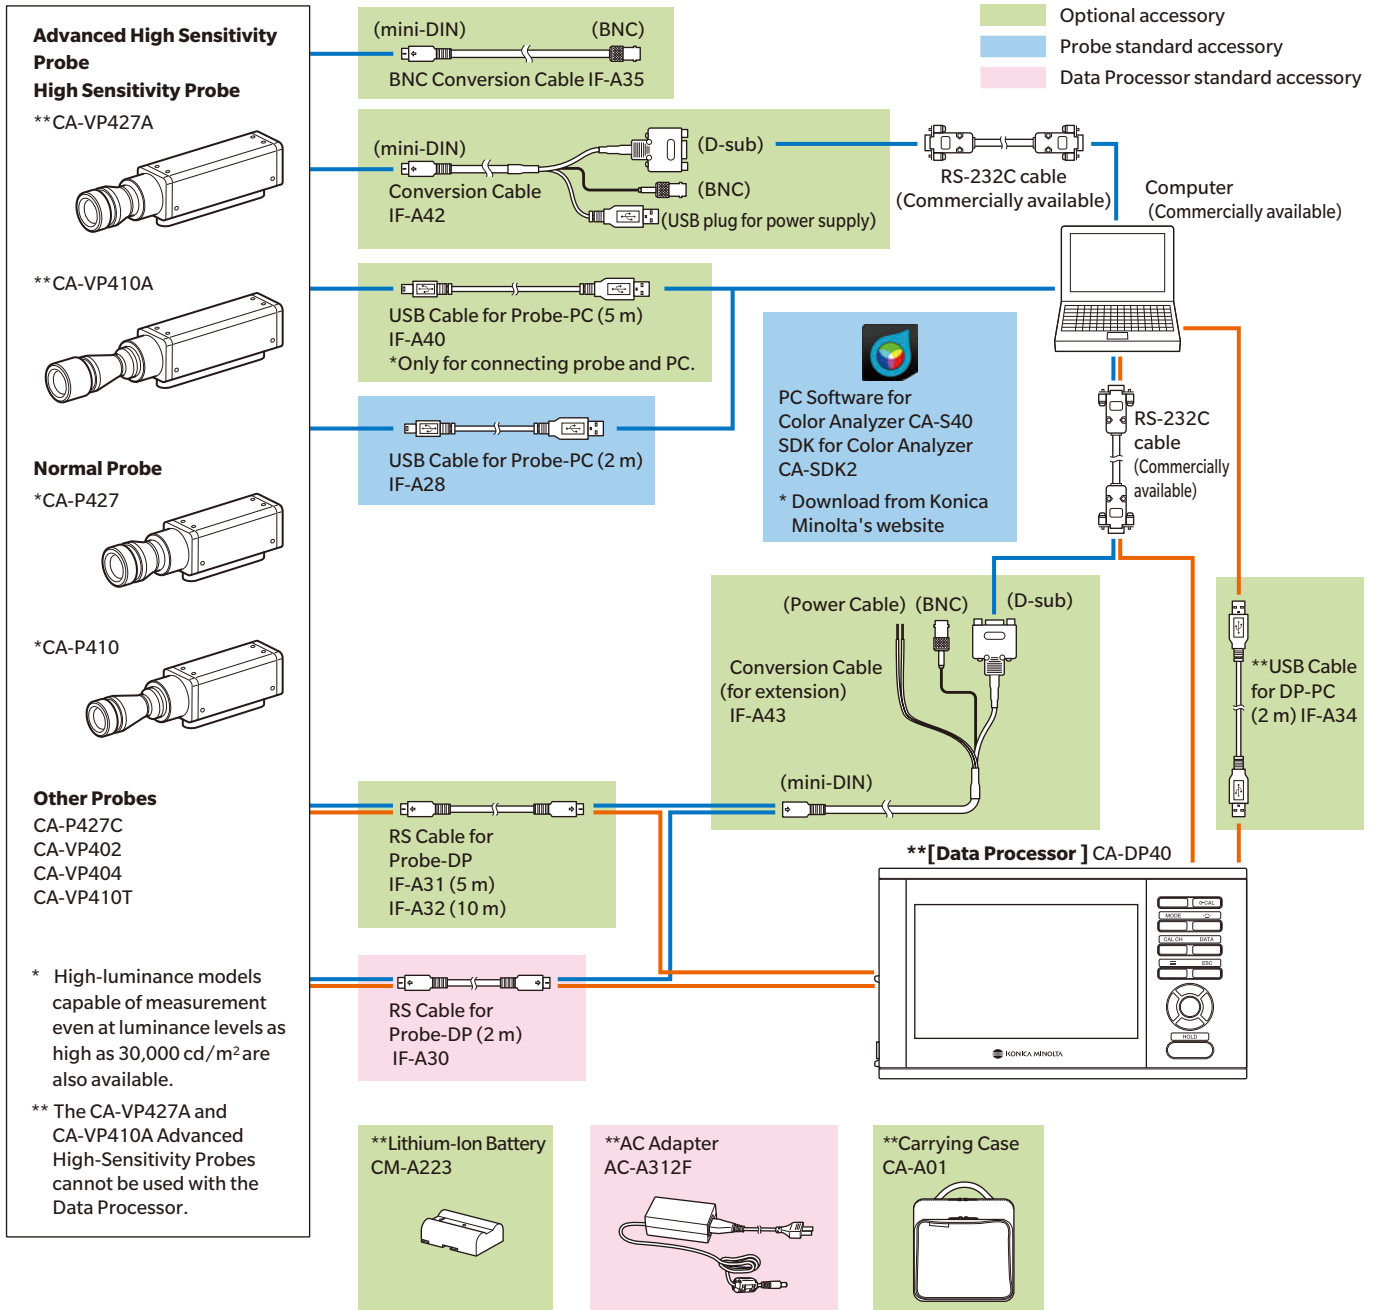 Advanced High Sensitivity
Probe
High Sensitivity Probe
**CA-VP427A
**CA-VP410A
Normal Probe
*CA-P427
*CA-P410
Other Probes
CA-P427C
CA-VP402
CA-VP404
CA-VP410T
* High-luminance models
capable of measurement
even at luminance levels as
high as 30,000 cd/m² are
also available.
** The CA-VP427A and
CA-VP410A Advanced
High-Sensitivity Probes
cannot be used with the
Data Processor.
(mini-DIN)
(BNC)
BNC Conversion Cable IF-A35
Optional accessory
Probe standard accessory
Data Processor standard accessory
(mini-DIN)
Conversion Cable
IF-A42
(D-sub)
(BNC)
(USB plug for power supply)
RS-232C cable
(Commercially available)
Computer
(Commercially available)
USB Cable for Probe-PC (5 m)
IF-A40
*Only for connecting probe and PC.
USB Cable for Probe-PC (2 m)
IF-A28
PC Software for
Color Analyzer CA-S40
SDK for Color Analyzer
CA-SDK2
* Download from Konica
Minolta's website
RS-232C
cable
(Commercially
available)
(Power Cable)
(BNC)
(D-sub)
Conversion Cable
(for extension)
IF-A43
(mini-DIN)
**USB Cable
for DP-PC
(2 m) IF-A34
RS Cable for
Probe-DP
IF-A31 (5 m)
IF-A32 (10 m)
RS Cable for
Probe-DP (2 m)
IF-A30
**[Data Processor ] CA-DP40
0-CAL
MODE
CAL CH
DATA
ESC
HOLD
KONICA MINOLTA
**Lithium-Ion Battery
CM-A223
**AC Adapter
AC-A312F
**Carrying Case
CA-A01